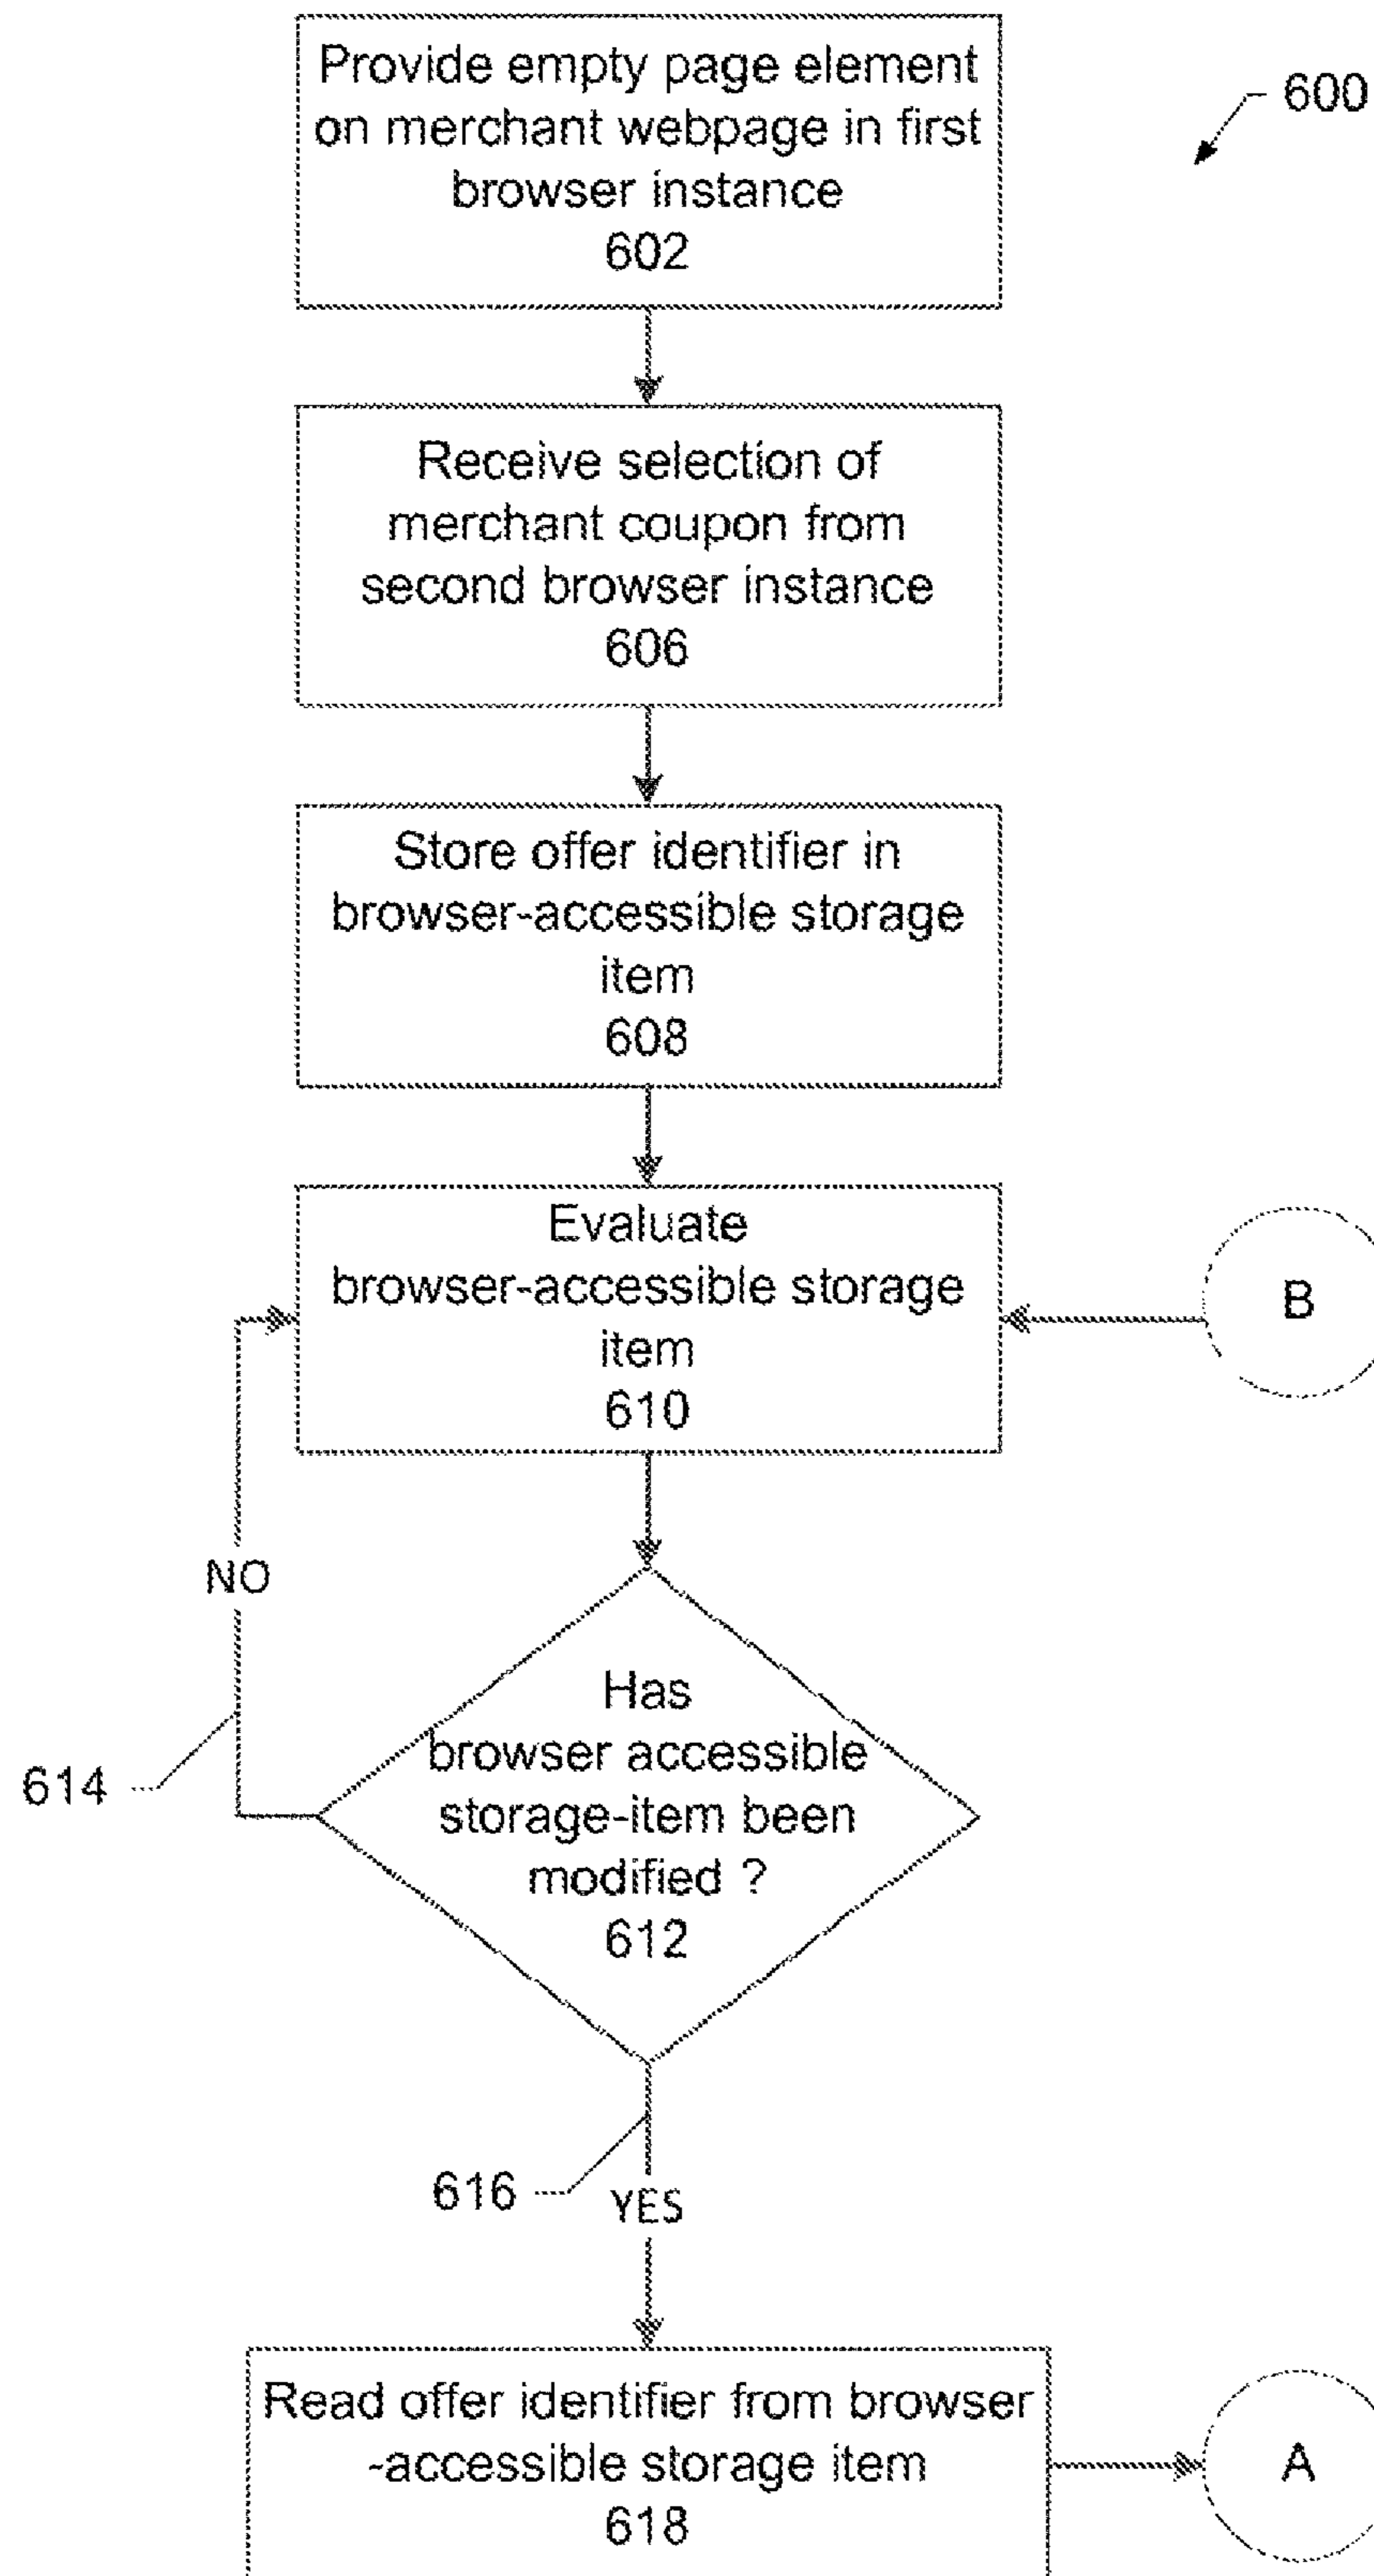 Provide empty page element
on merchant webpage in first
browser instance
602
600
Receive selection of
merchant coupon from
second browser instance
606
Store offer identifier in
browser-accessible storage
item
608
Evaluate
browser-accessible storage
item
610
B
NO
Has
browser accessible
storage-item been
modified ?
612
614
616
YES
Read offer identifier from browser
-accessible storage item
618
A